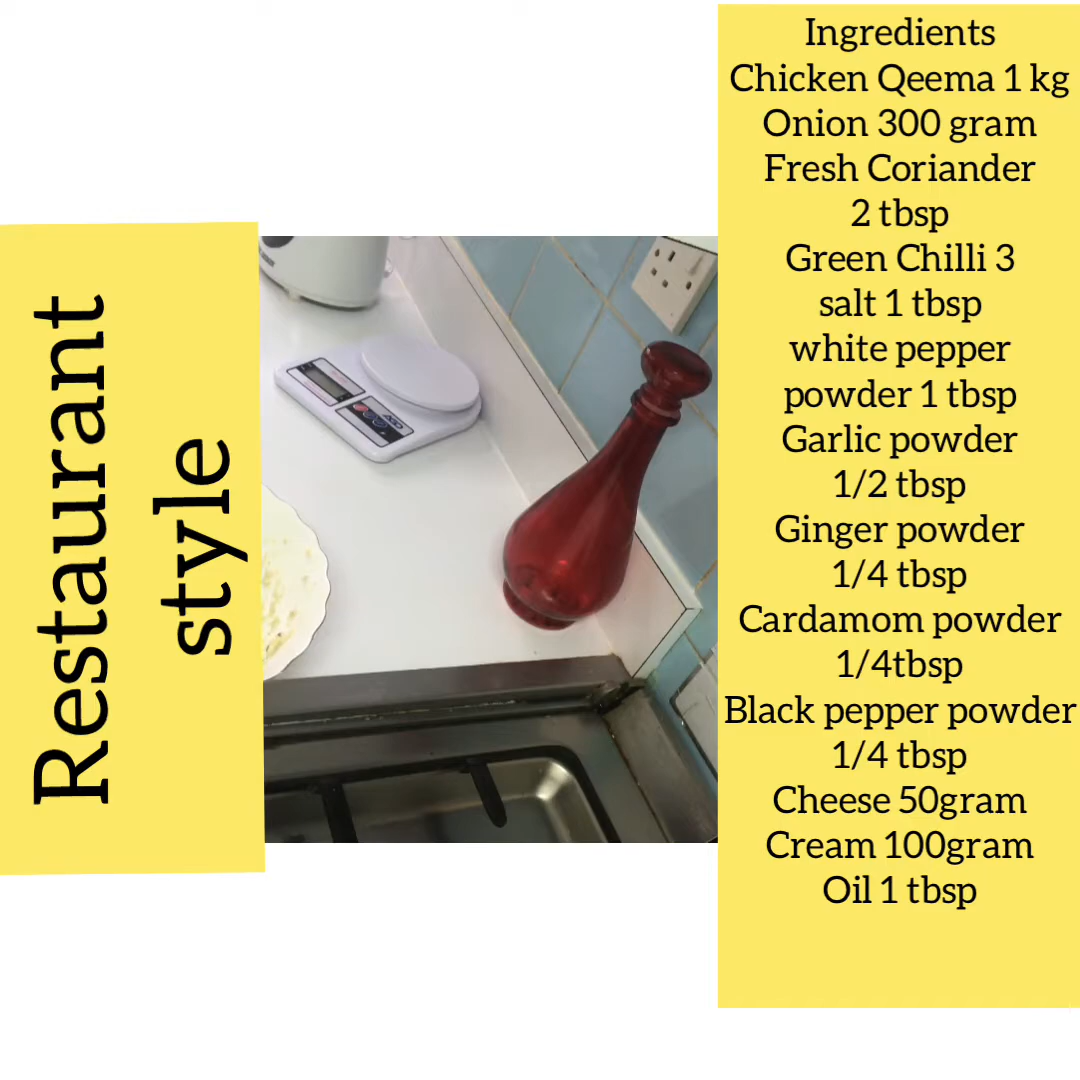 Restaurant
style
Ingredients
Chicken Qeema 1 kg
Onion 300 gram
Fresh Coriander
2 tbsp
Green Chilli 3
salt 1 tbsp
white pepper
powder 1 tbsp
Garlic powder
1/2 tbsp
Ginger powder
1/4 tbsp
Cardamom powder
1/4tbsp
Black pepper powder
1/4 tbsp
Cheese 50gram
Cream 100gram
Oil 1 tbsp